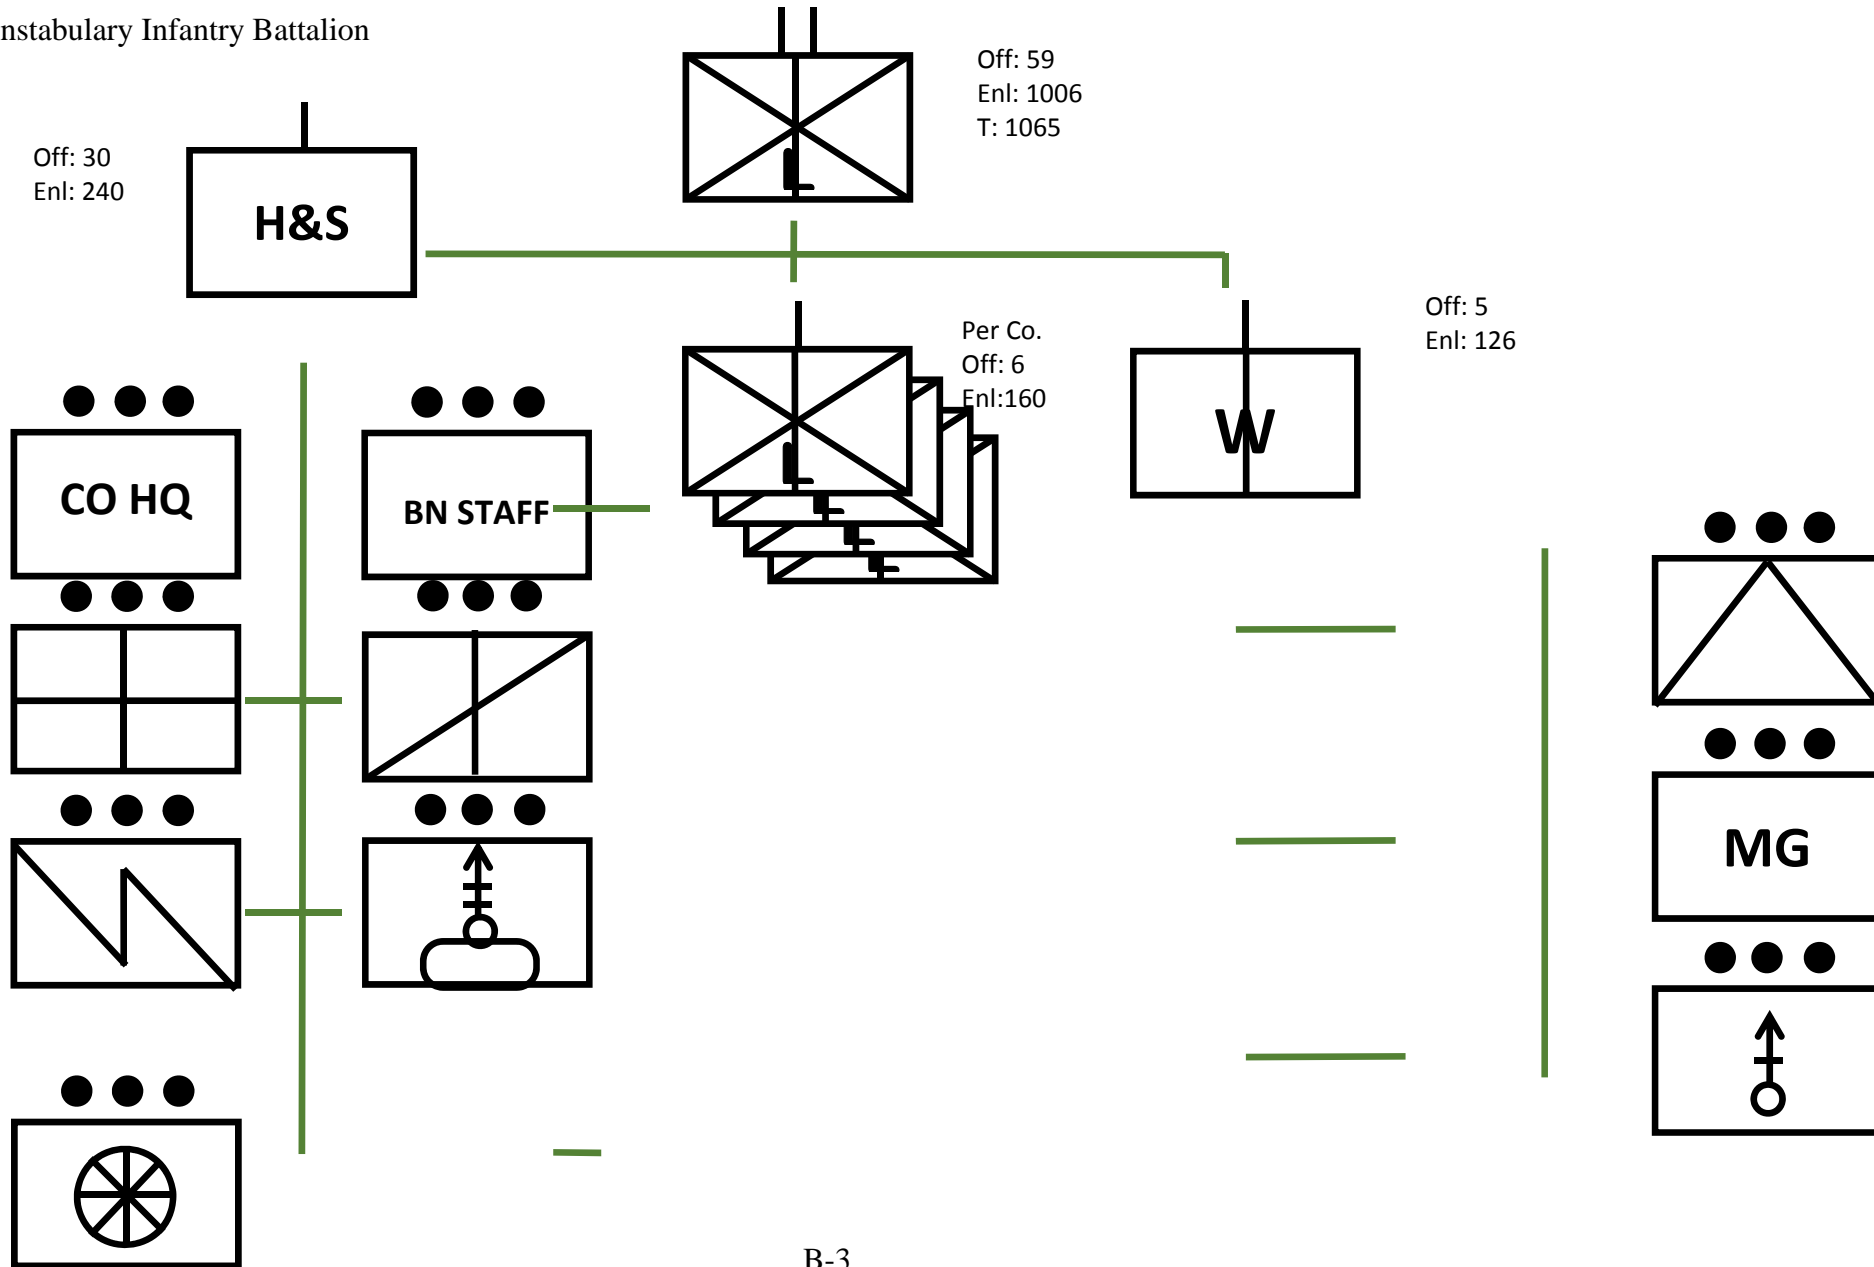 nstabulary Infantry Battalion
Off: 59
Enl: 1006
T: 1065
Off: 30
Enl: 240
H&S
Off: 5
Enl: 126
Per Co.
Off: 6
Enl:160
L
L
L
L
L
W
CO HQ
BN STAFF
MG
B-3